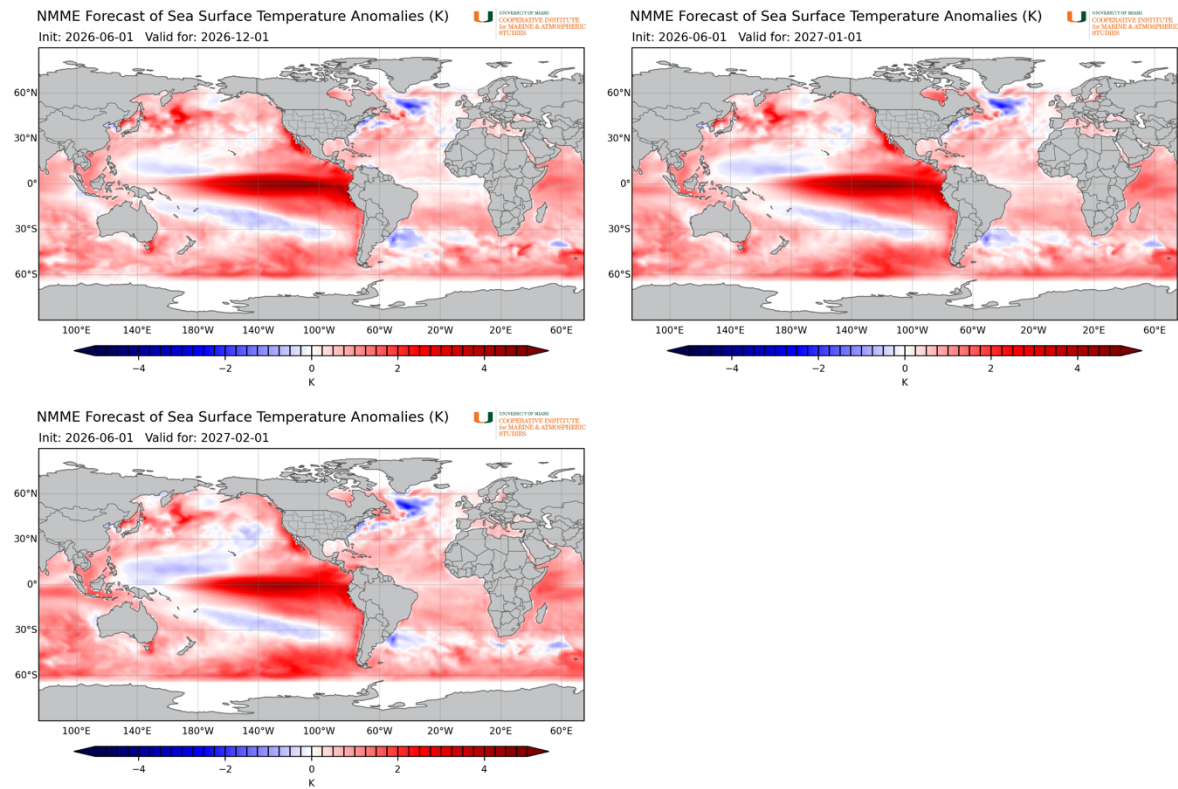 NMME Forecast of Sea Surface Temperature Anomalies (K)
Init: 2026-06-01 Valid for: 2026-12-01
UNIVERSITY OF MIAMI
COOPERATIVE INSTITUTE
for MARINE & ATMOSPHERIC
STUDIES
60°N
30°N
0°
30°S
60°S
100°E 140°E 180°W 140°W 100°W 60°W 20°W 20°E 60°E
−4 −2 0 2 4
K
NMME Forecast of Sea Surface Temperature Anomalies (K)
Init: 2026-06-01 Valid for: 2027-01-01
UNIVERSITY OF MIAMI
COOPERATIVE INSTITUTE
for MARINE & ATMOSPHERIC
STUDIES
60°N
30°N
0°
30°S
60°S
100°E 140°E 180°W 140°W 100°W 60°W 20°W 20°E 60°E
−4 −2 0 2 4
K
NMME Forecast of Sea Surface Temperature Anomalies (K)
Init: 2026-06-01 Valid for: 2027-02-01
UNIVERSITY OF MIAMI
COOPERATIVE INSTITUTE
for MARINE & ATMOSPHERIC
STUDIES
60°N
30°N
0°
30°S
60°S
100°E 140°E 180°W 140°W 100°W 60°W 20°W 20°E 60°E
−4 −2 0 2 4
K